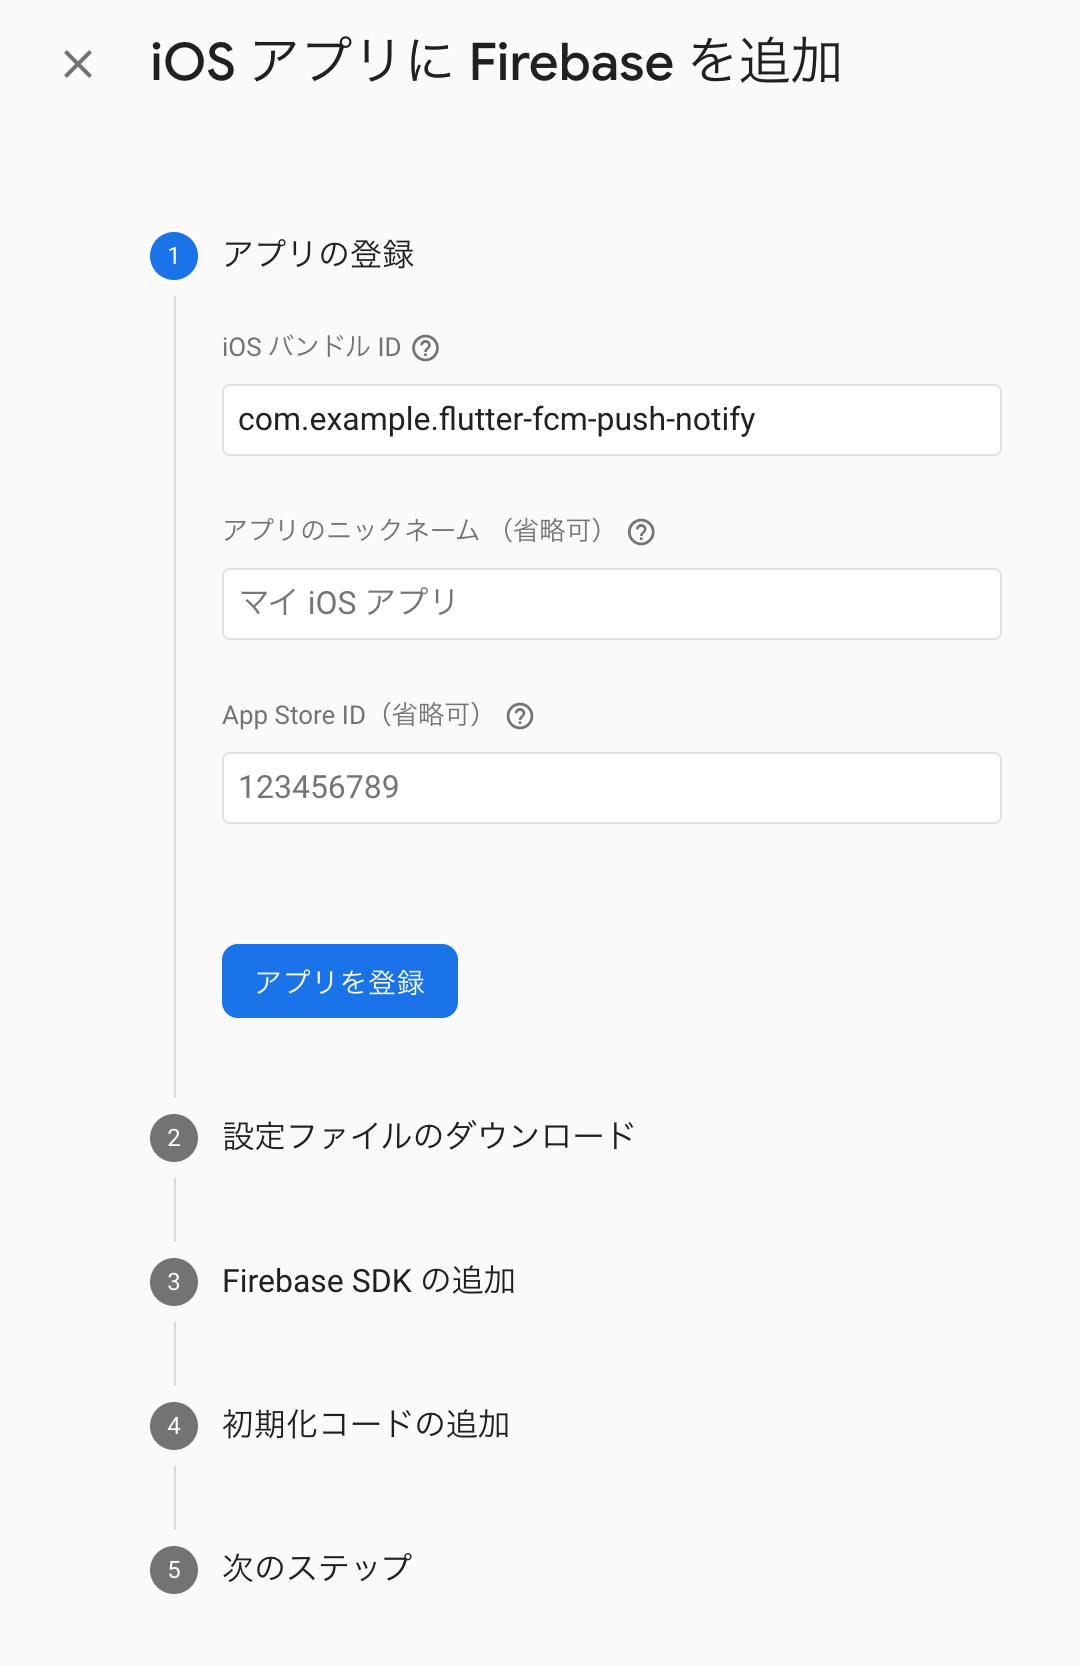 iOS アプリに Firebase を追加
1 アプリの登録
iOS バンドル ID
com.example.flutter-fcm-push-notify
アプリのニックネーム （省略可）
マイ iOS アプリ
App Store ID（省略可）
123456789
アプリを登録
2 設定ファイルのダウンロード
3 Firebase SDK の追加
4 初期化コードの追加
5 次のステップ